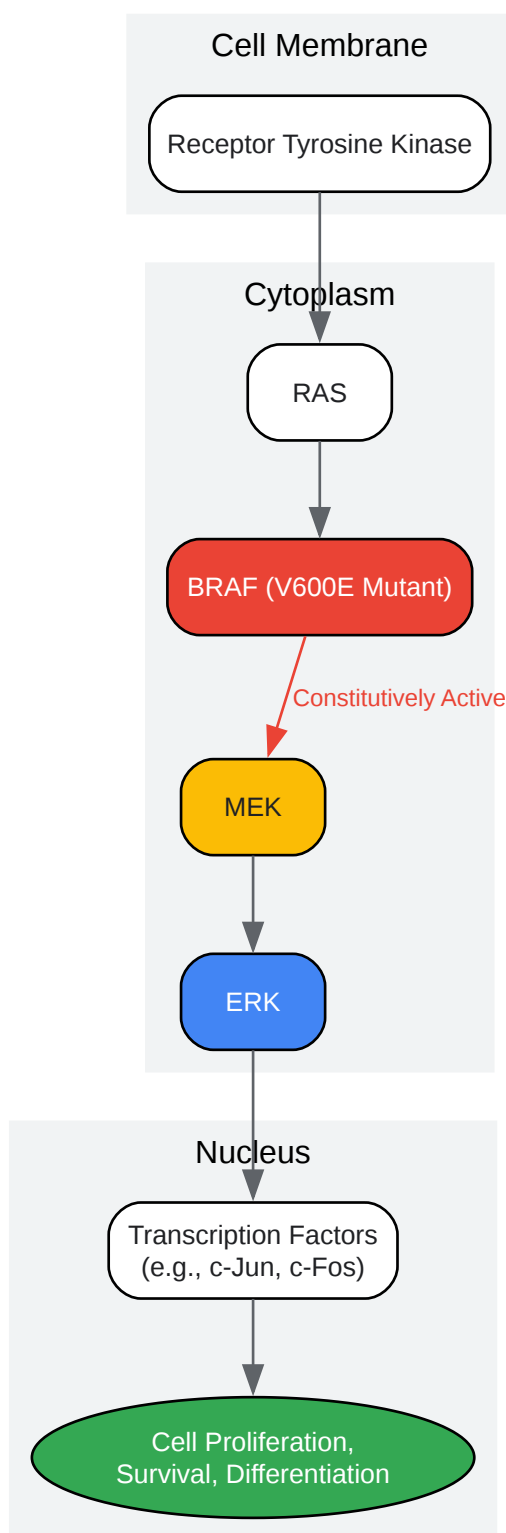 Cell Membrane
Receptor Tyrosine Kinase
Cytoplasm
RAS
BRAF (V600E Mutant)
Constitutively Active
MEK
ERK
Nucleus
Transcription Factors
(e.g., c-Jun, c-Fos)
Cell Proliferation,
Survival, Differentiation